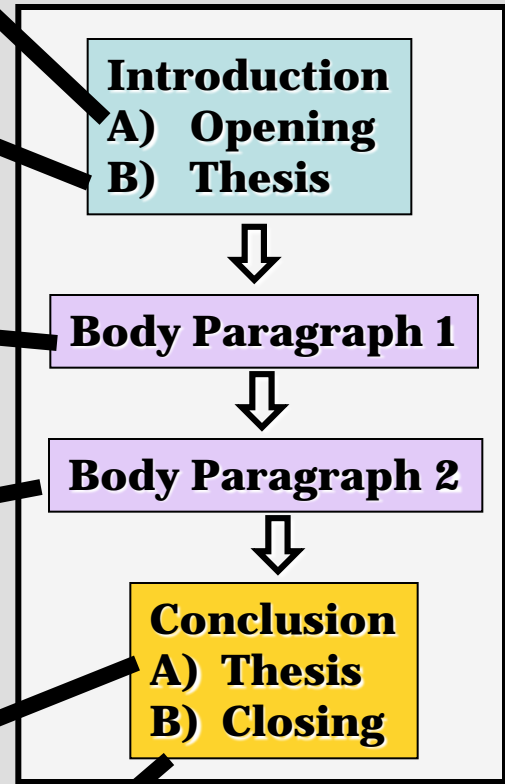 Introduction
A) Opening
B) Thesis
Body Paragraph 1
Body Paragraph 2
Conclusion
A) Thesis
B) Closing